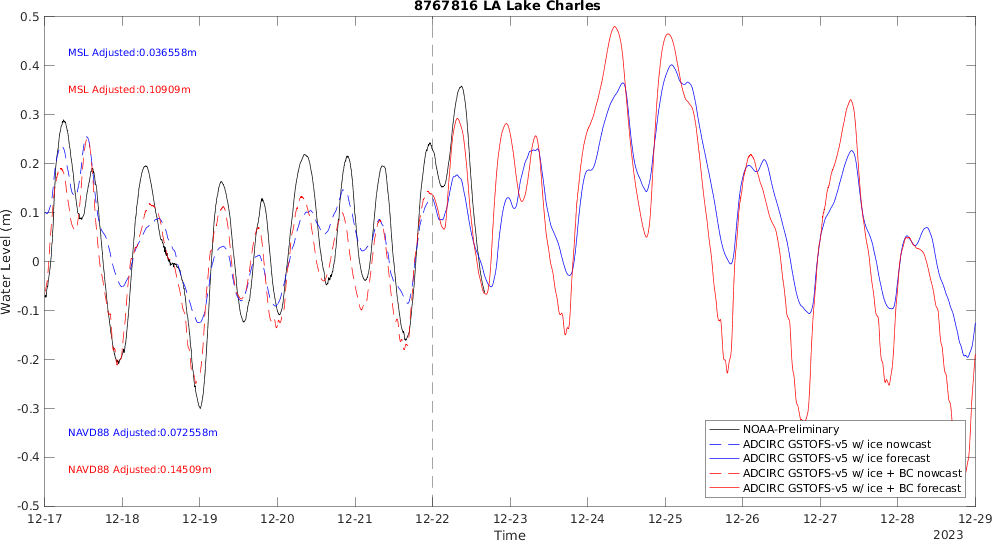 8767816 LA Lake Charles
MSL Adjusted:0.036558m
MSL Adjusted:0.10909m
NAVD88 Adjusted:0.072558m
NAVD88 Adjusted:0.14509m
Water Level (m)
0.5
0.4
0.3
0.2
0.1
0
-0.1
-0.2
-0.3
-0.4
-0.5
NOAA-Preliminary
ADCIRC GSTOFS-v5 w/ ice nowcast
ADCIRC GSTOFS-v5 w/ ice forecast
ADCIRC GSTOFS-v5 w/ ice + BC nowcast
ADCIRC GSTOFS-v5 w/ ice + BC forecast
12-17 12-18 12-19 12-20 12-21 12-22 12-23 12-24 12-25 12-26 12-27 12-28 12-29
Time
2023